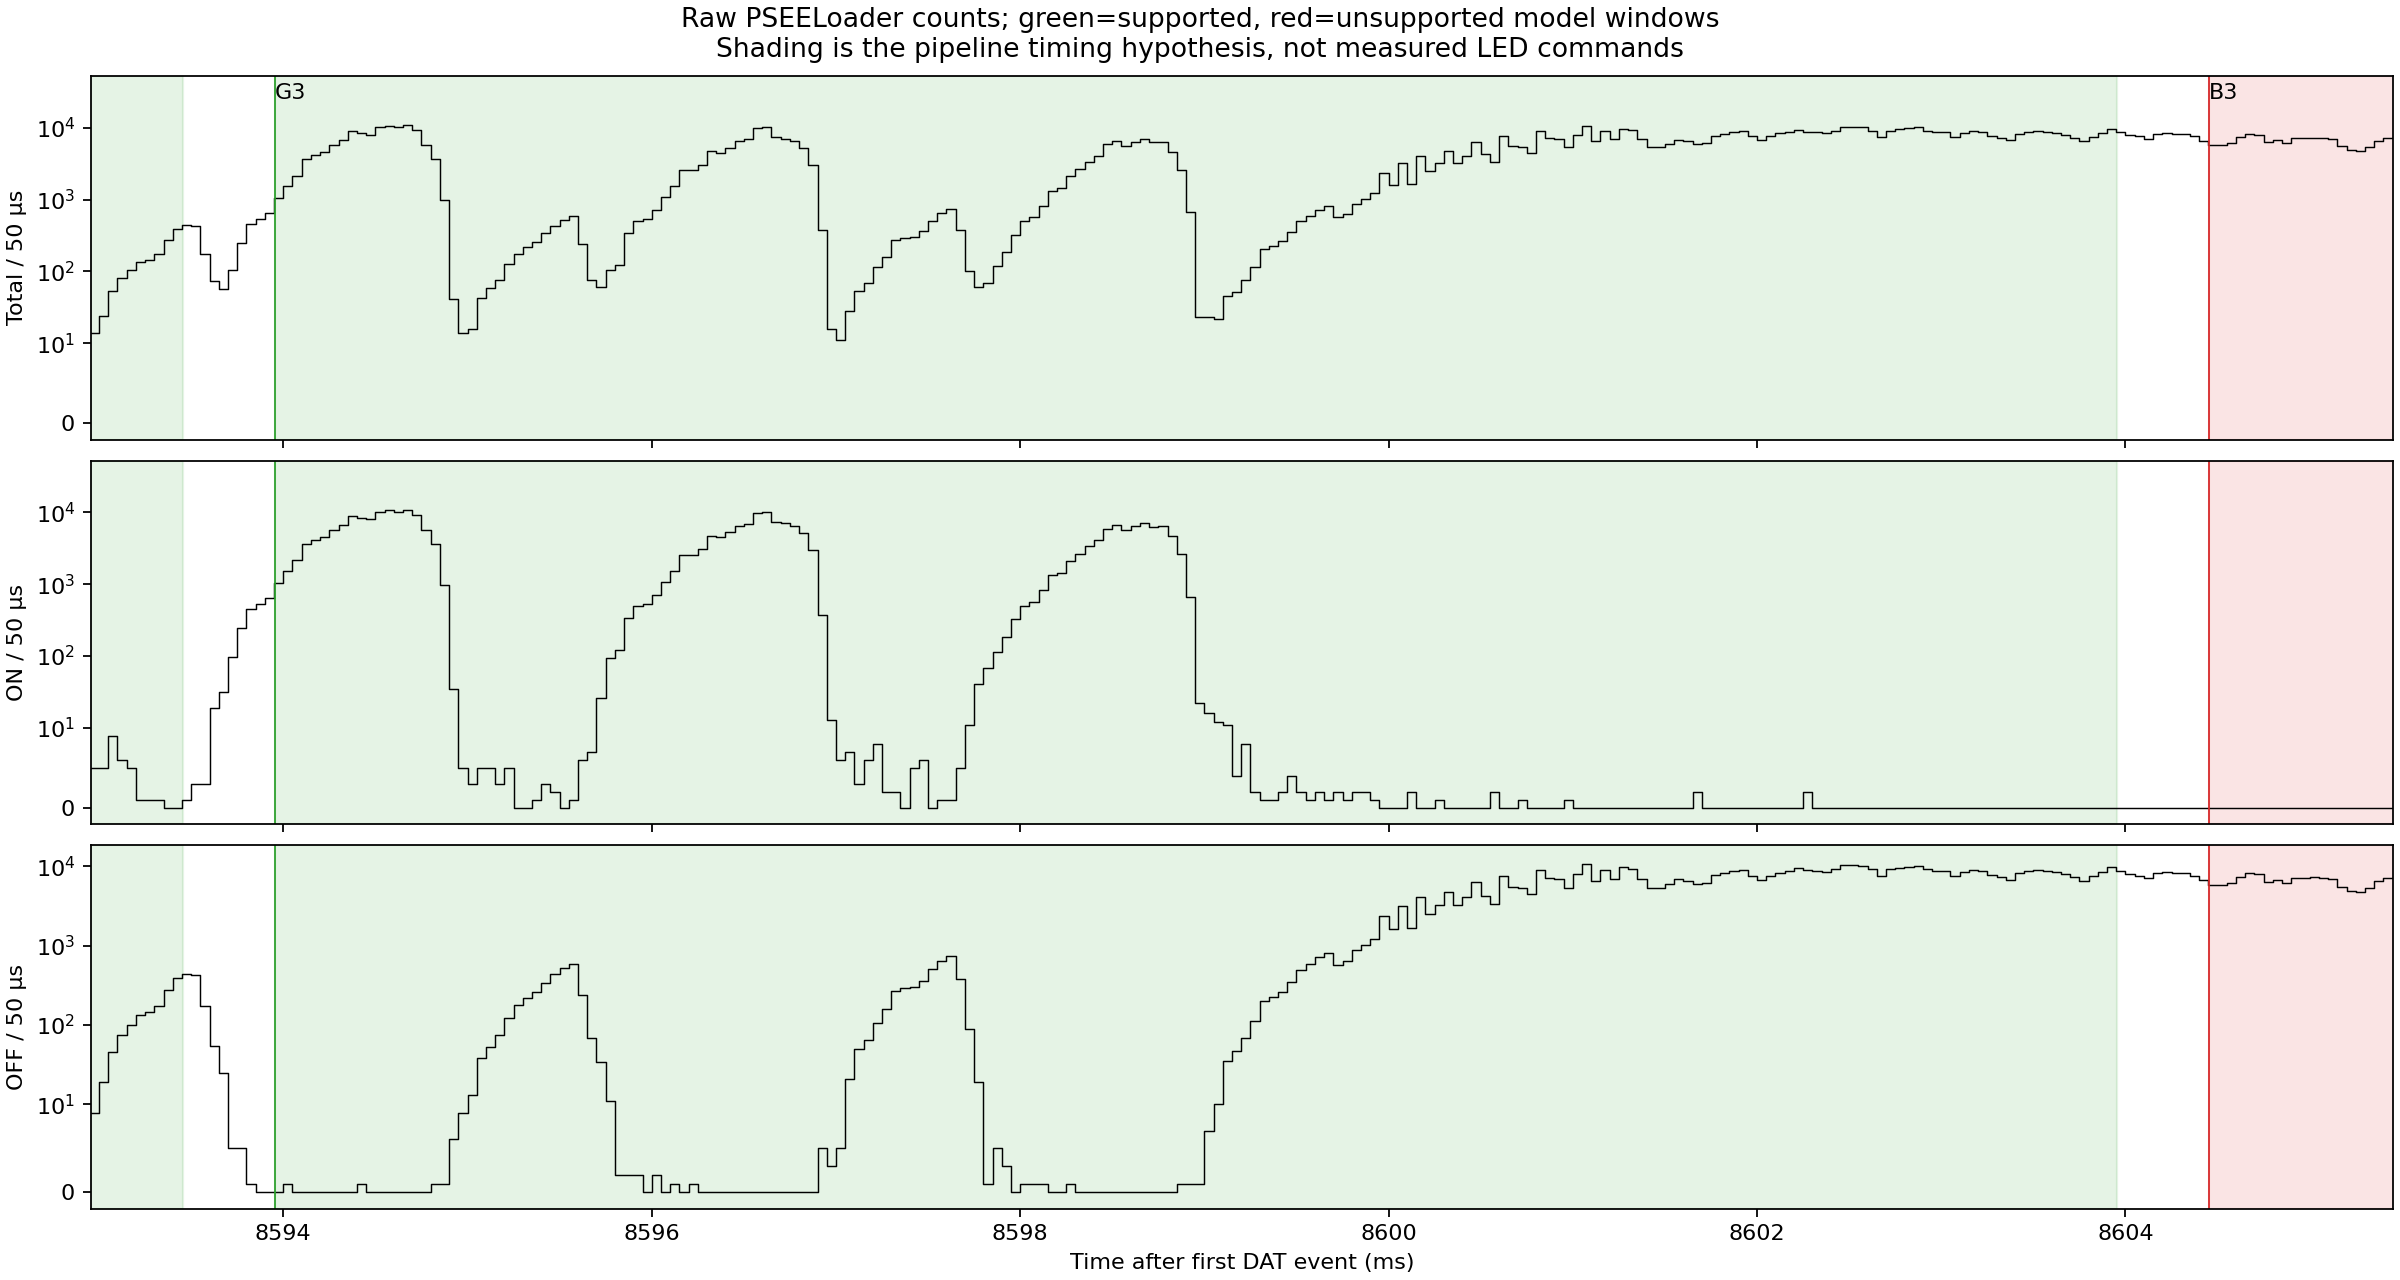 Raw PSEELoader counts; green=supported, red=unsupported model windows
Shading is the pipeline timing hypothesis, not measured LED commands
G3
B3
10⁴
10³
10²
10¹
0
Total / 50 µs
10⁴
10³
10²
10¹
0
ON / 50 µs
10⁴
10³
10²
10¹
0
OFF / 50 µs
8594
8596
8598
8600
8602
8604
Time after first DAT event (ms)